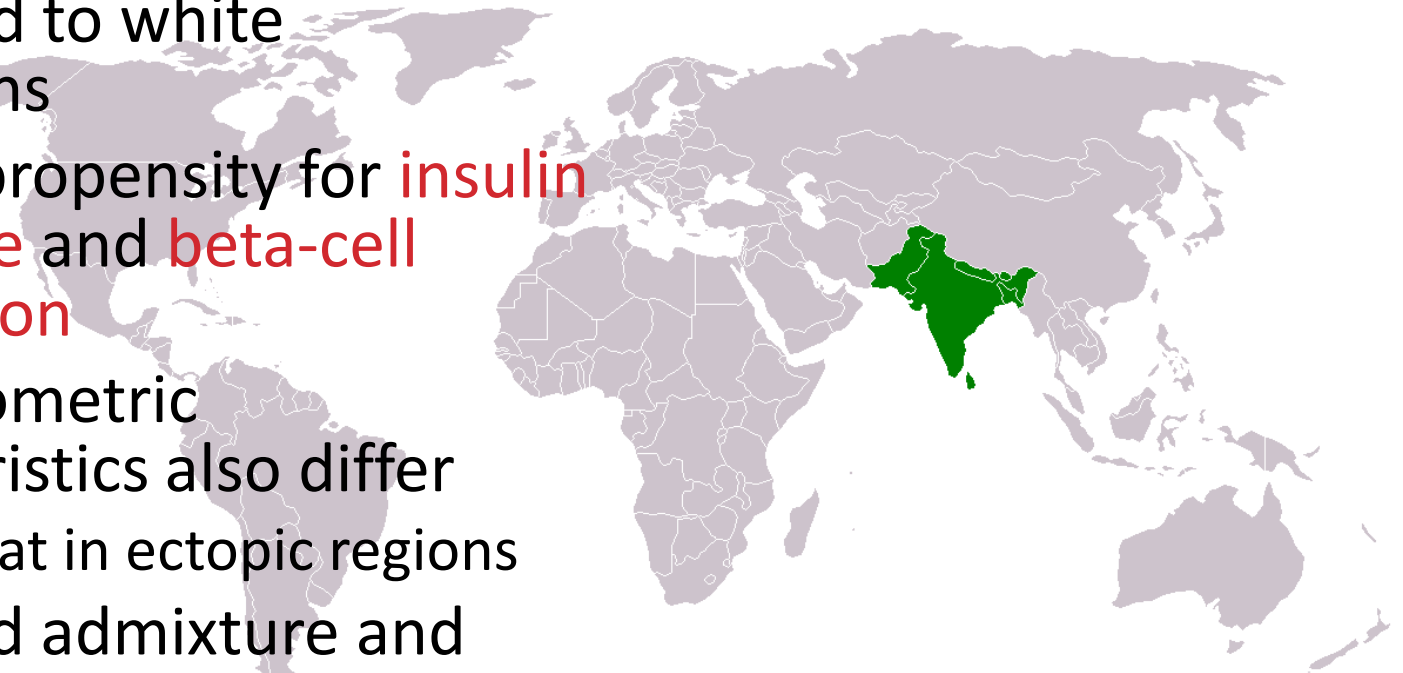 d to white
ns
propensity for insulin
e and beta-cell
on
ometric
ristics also differ
at in ectopic regions
d admixture and